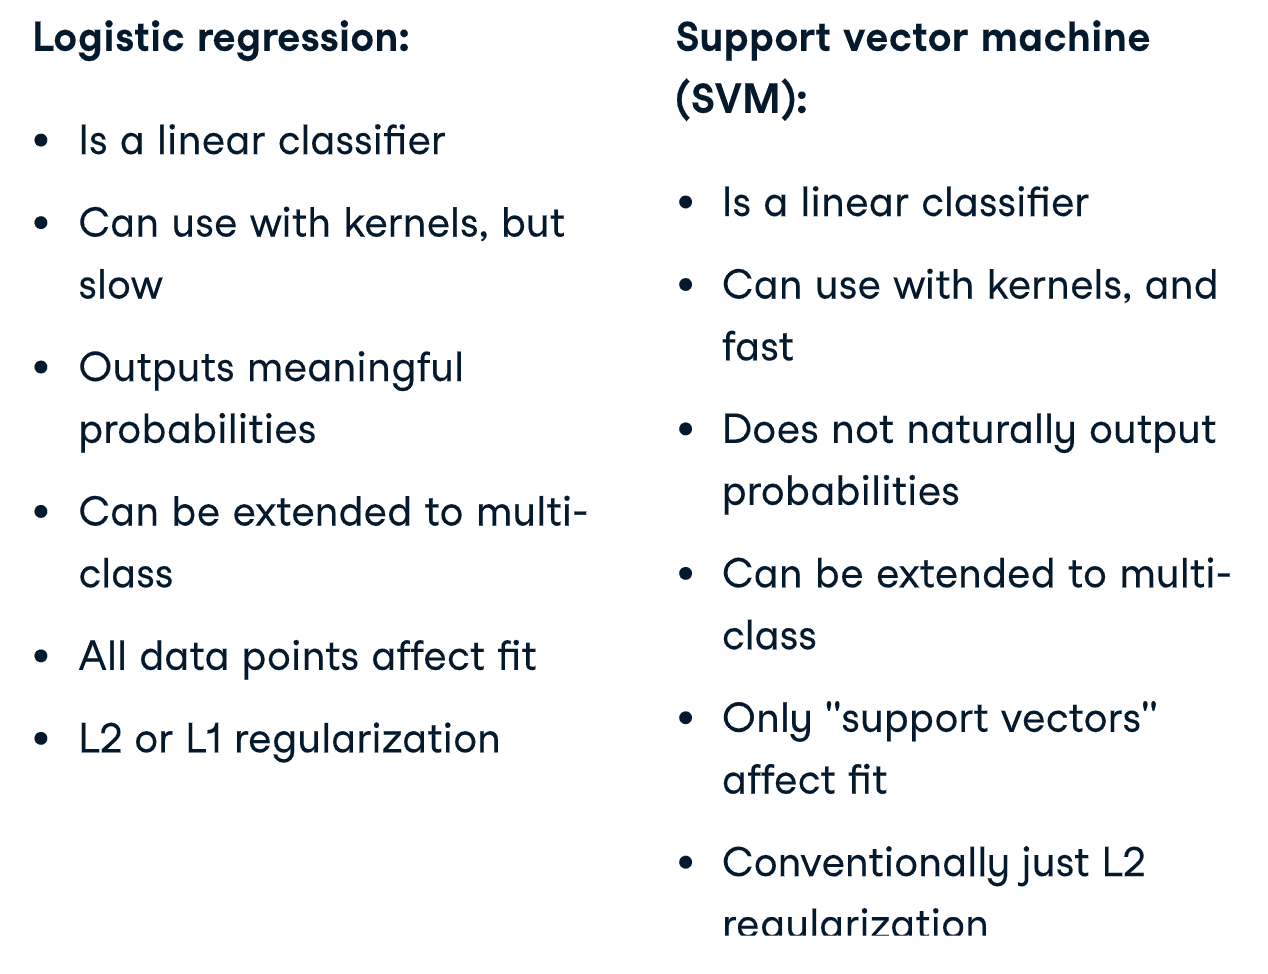 Logistic regression:
• Is a linear classifier
• Can use with kernels, but
slow
• Outputs meaningful
probabilities
• Can be extended to multi-
class
• All data points affect fit
• L2 or L1 regularization
Support vector machine
(SVM):
• Is a linear classifier
• Can use with kernels, and
fast
• Does not naturally output
probabilities
• Can be extended to multi-
class
• Only "support vectors"
affect fit
• Conventionally just L2
regularization